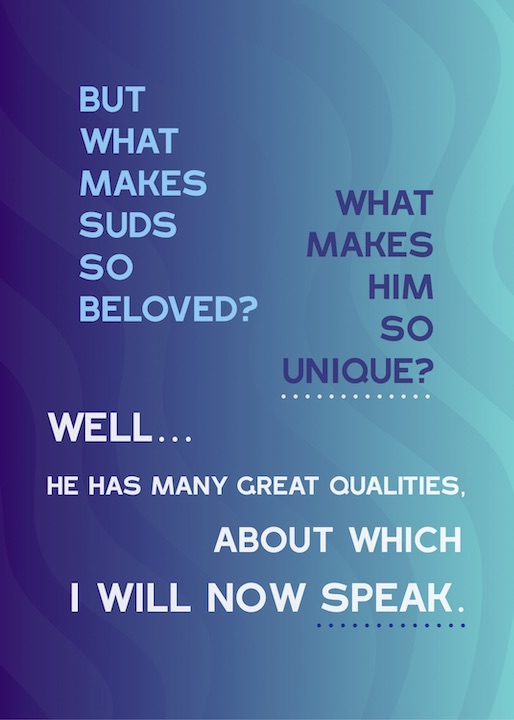 BUT
WHAT
MAKES
SUDS
SO
BELOVED?
WHAT
MAKES
HIM
SO
UNIQUE?
WELL...
HE HAS MANY GREAT QUALITIES,
ABOUT WHICH
I WILL NOW SPEAK.